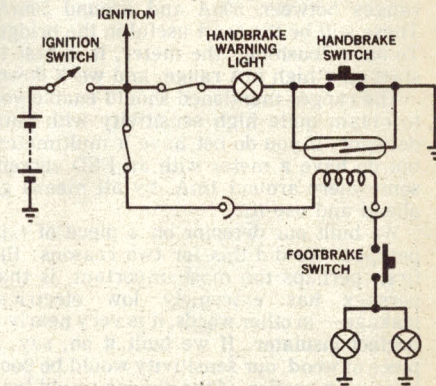 IGNITION
IGNITION
SWITCH
HANDBRAKE
WARNING
LIGHT
HANDBRAKE
SWITCH
FOOTBRAKE
SWITCH